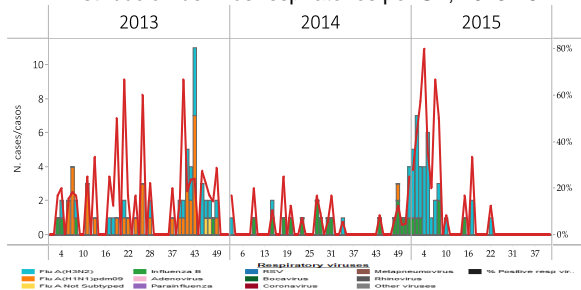 2013 2014 2015
N. cases/casos
10
8
6
4
2
0
80%
60%
40%
20%
0%
4 10 16 22 28 37 43 49 6 13 19 25 31 37 43 49 4 10 16 22 31 37
Respiratory viruses
Flu A(H3N2) Influenza B RSV Metapneumovirus % Positive resp vir..
Flu A(H1N1)pdm09 Adenovirus Bocavirus Rhinovirus
Flu A Not Subtyped Parainfluenza Coronavirus Other viruses